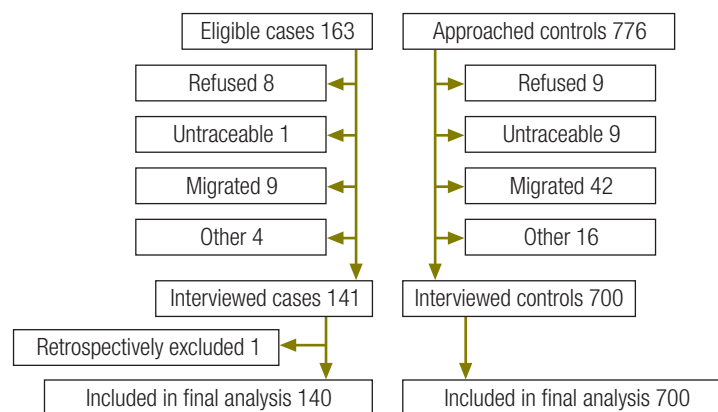 Eligible cases 163
Approached controls 776
Refused 8
Refused 9
Untraceable 1
Untraceable 9
Migrated 9
Migrated 42
Other 4
Other 16
Interviewed cases 141
Interviewed controls 700
Retrospectively excluded 1
Included in final analysis 140
Included in final analysis 700